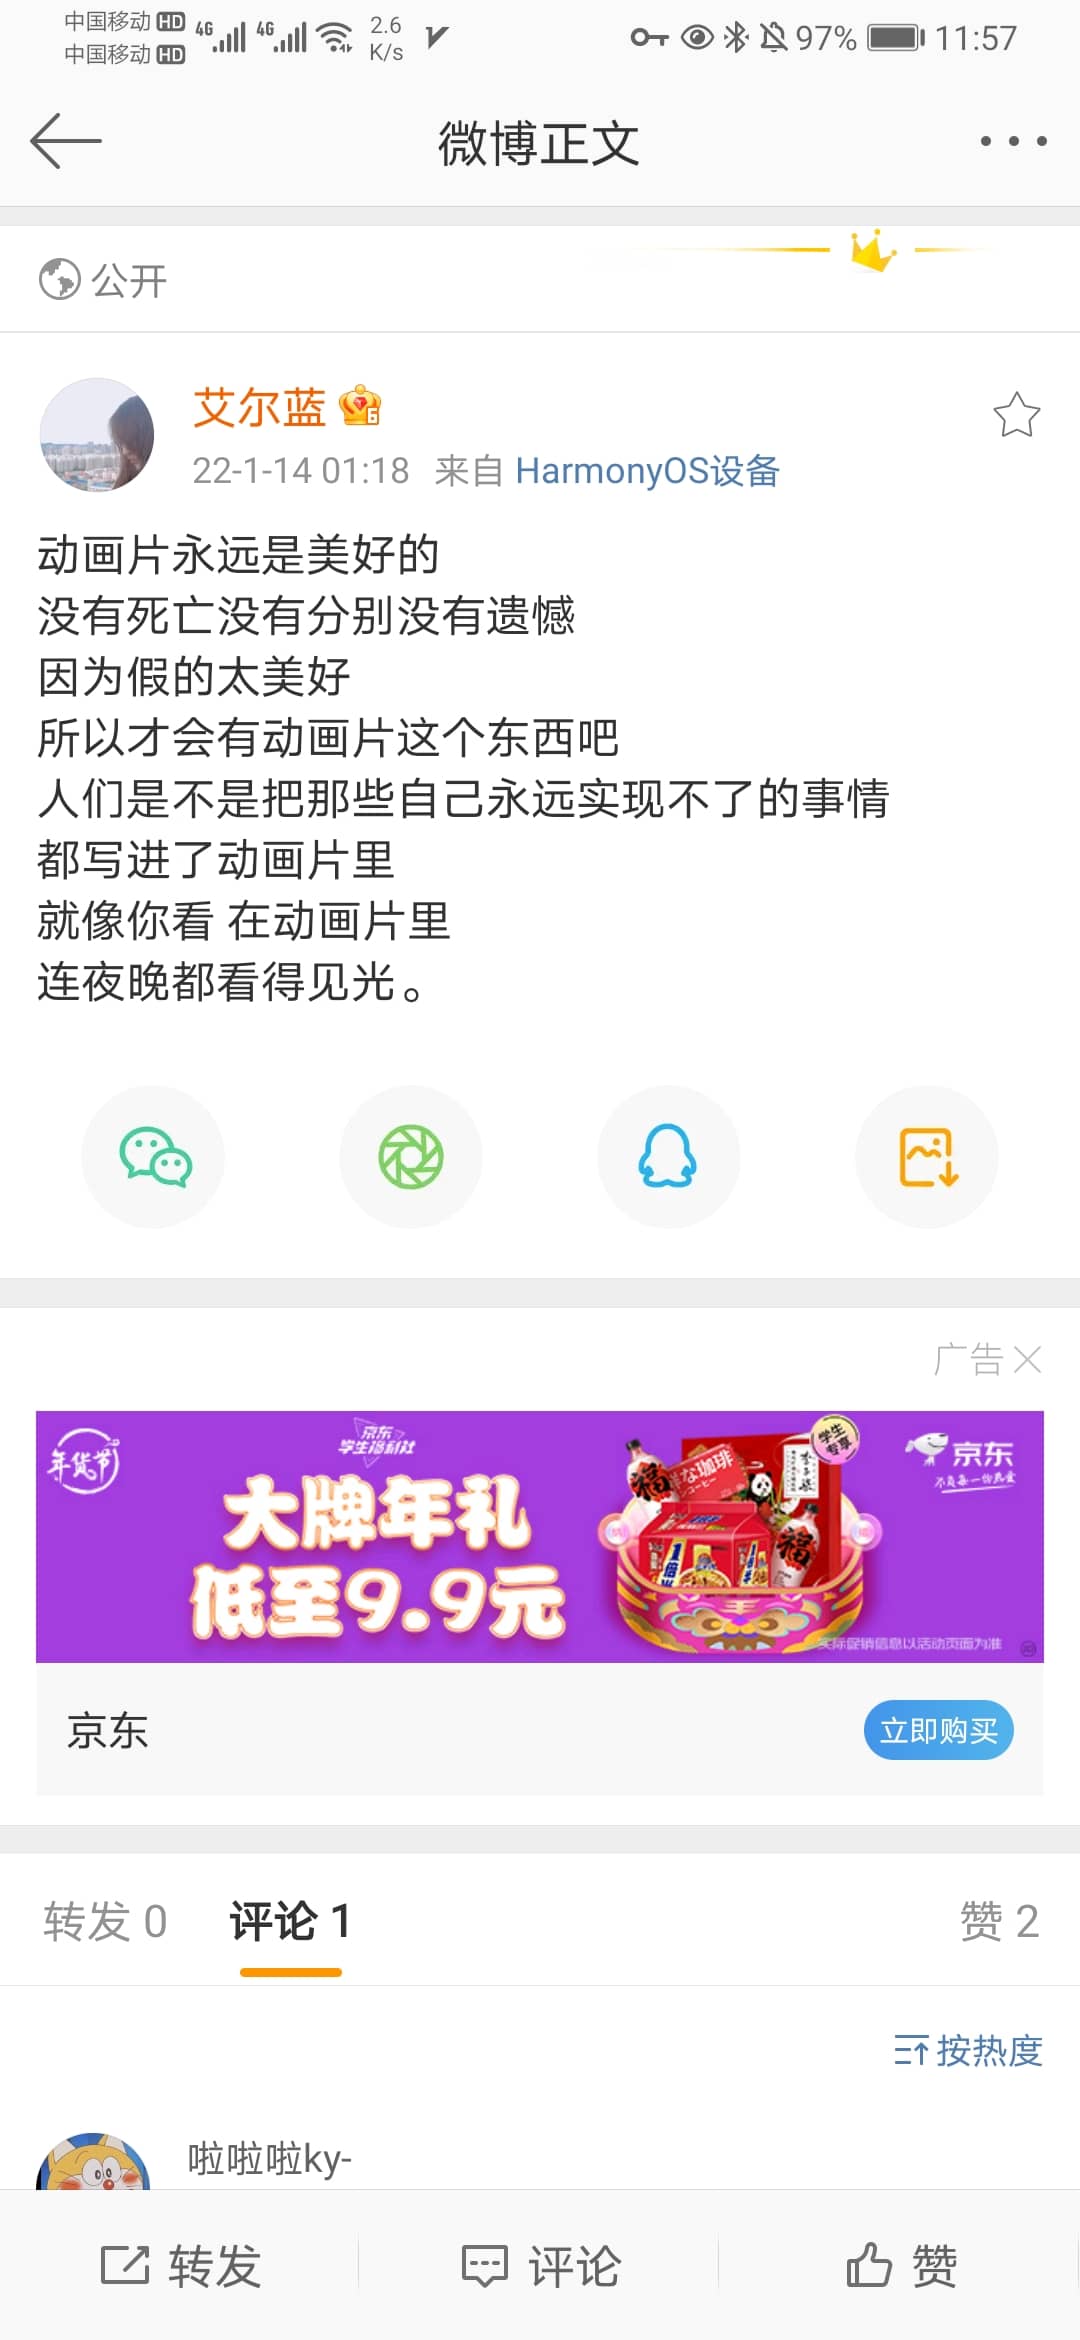 中国移动 HD 4G 4G 2.6 97% 11:57
中国移动 HD K/s
微博正文
公开
艾尔蓝 6
22-1-14 01:18 来自 HarmonyOS设备
动画片永远是美好的
没有死亡没有分别没有遗憾
因为假的太美好
所以才会有动画片这个东西吧
人们是不是把那些自己永远实现不了的事情
都写进了动画片里
就像你看 在动画片里
连夜晚都看得见光。
广告
年货节
京东
学生福利社
学生
专享
京东
大牌年礼
低至9.9元
福
福
实际促销信息以活动页面为准
京东
立即购买
转发 0 评论 1 赞 2
按热度
啦啦啦ky-
转发 评论 赞